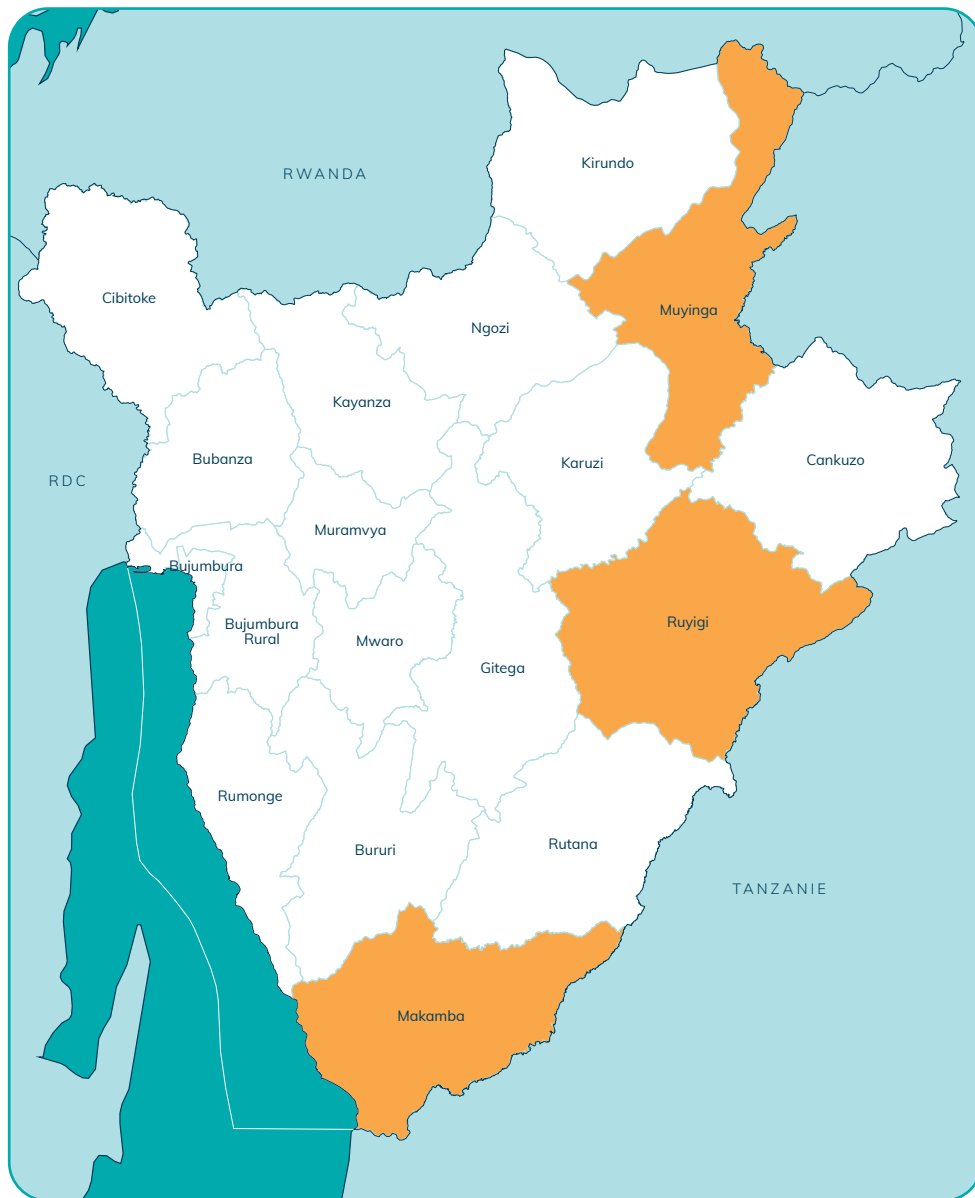 Kirundo
RWANDA
Cibitoke
Muyinga
Ngozi
Kayanza
Bubanza
Karuzi
Cankuzo
RDC
Muramvya
Bujumbura
Bujumbura
Rural
Ruyigi
Mwaro
Gitega
Rumonge
Rutana
Bururi
TANZANIE
Makamba